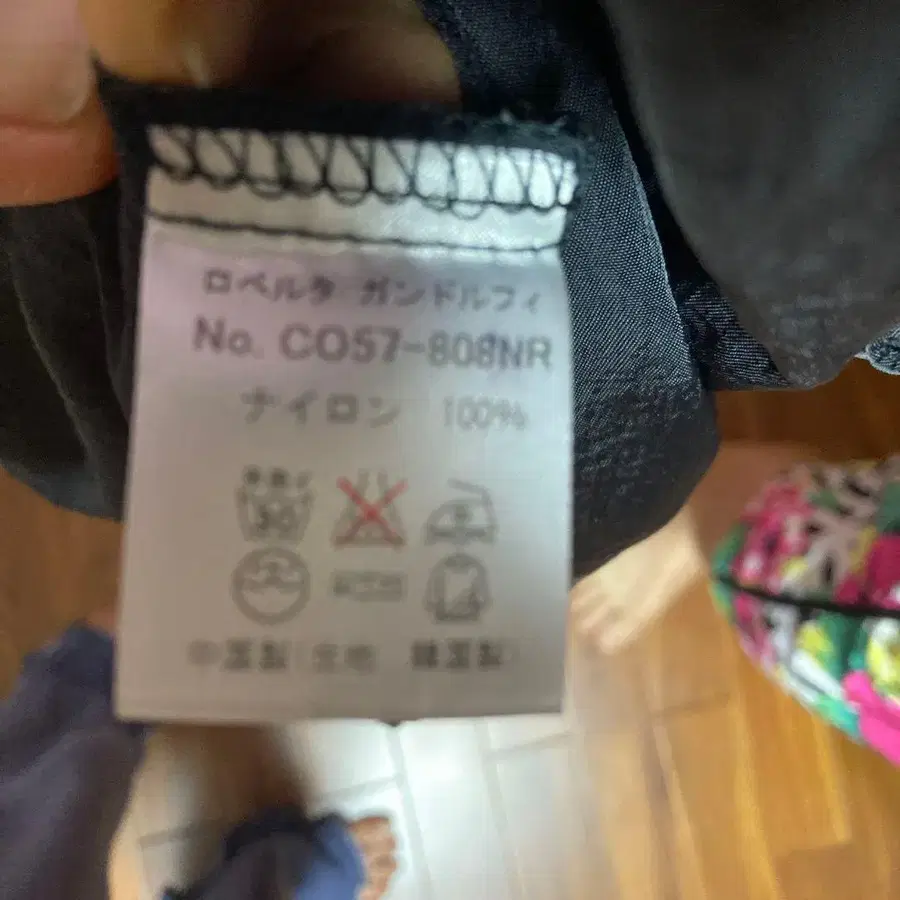 ロベルタ ガンドルフィ
No. CO57-808NR
ナイロン 100%
30
中国製(生地 韓国製)